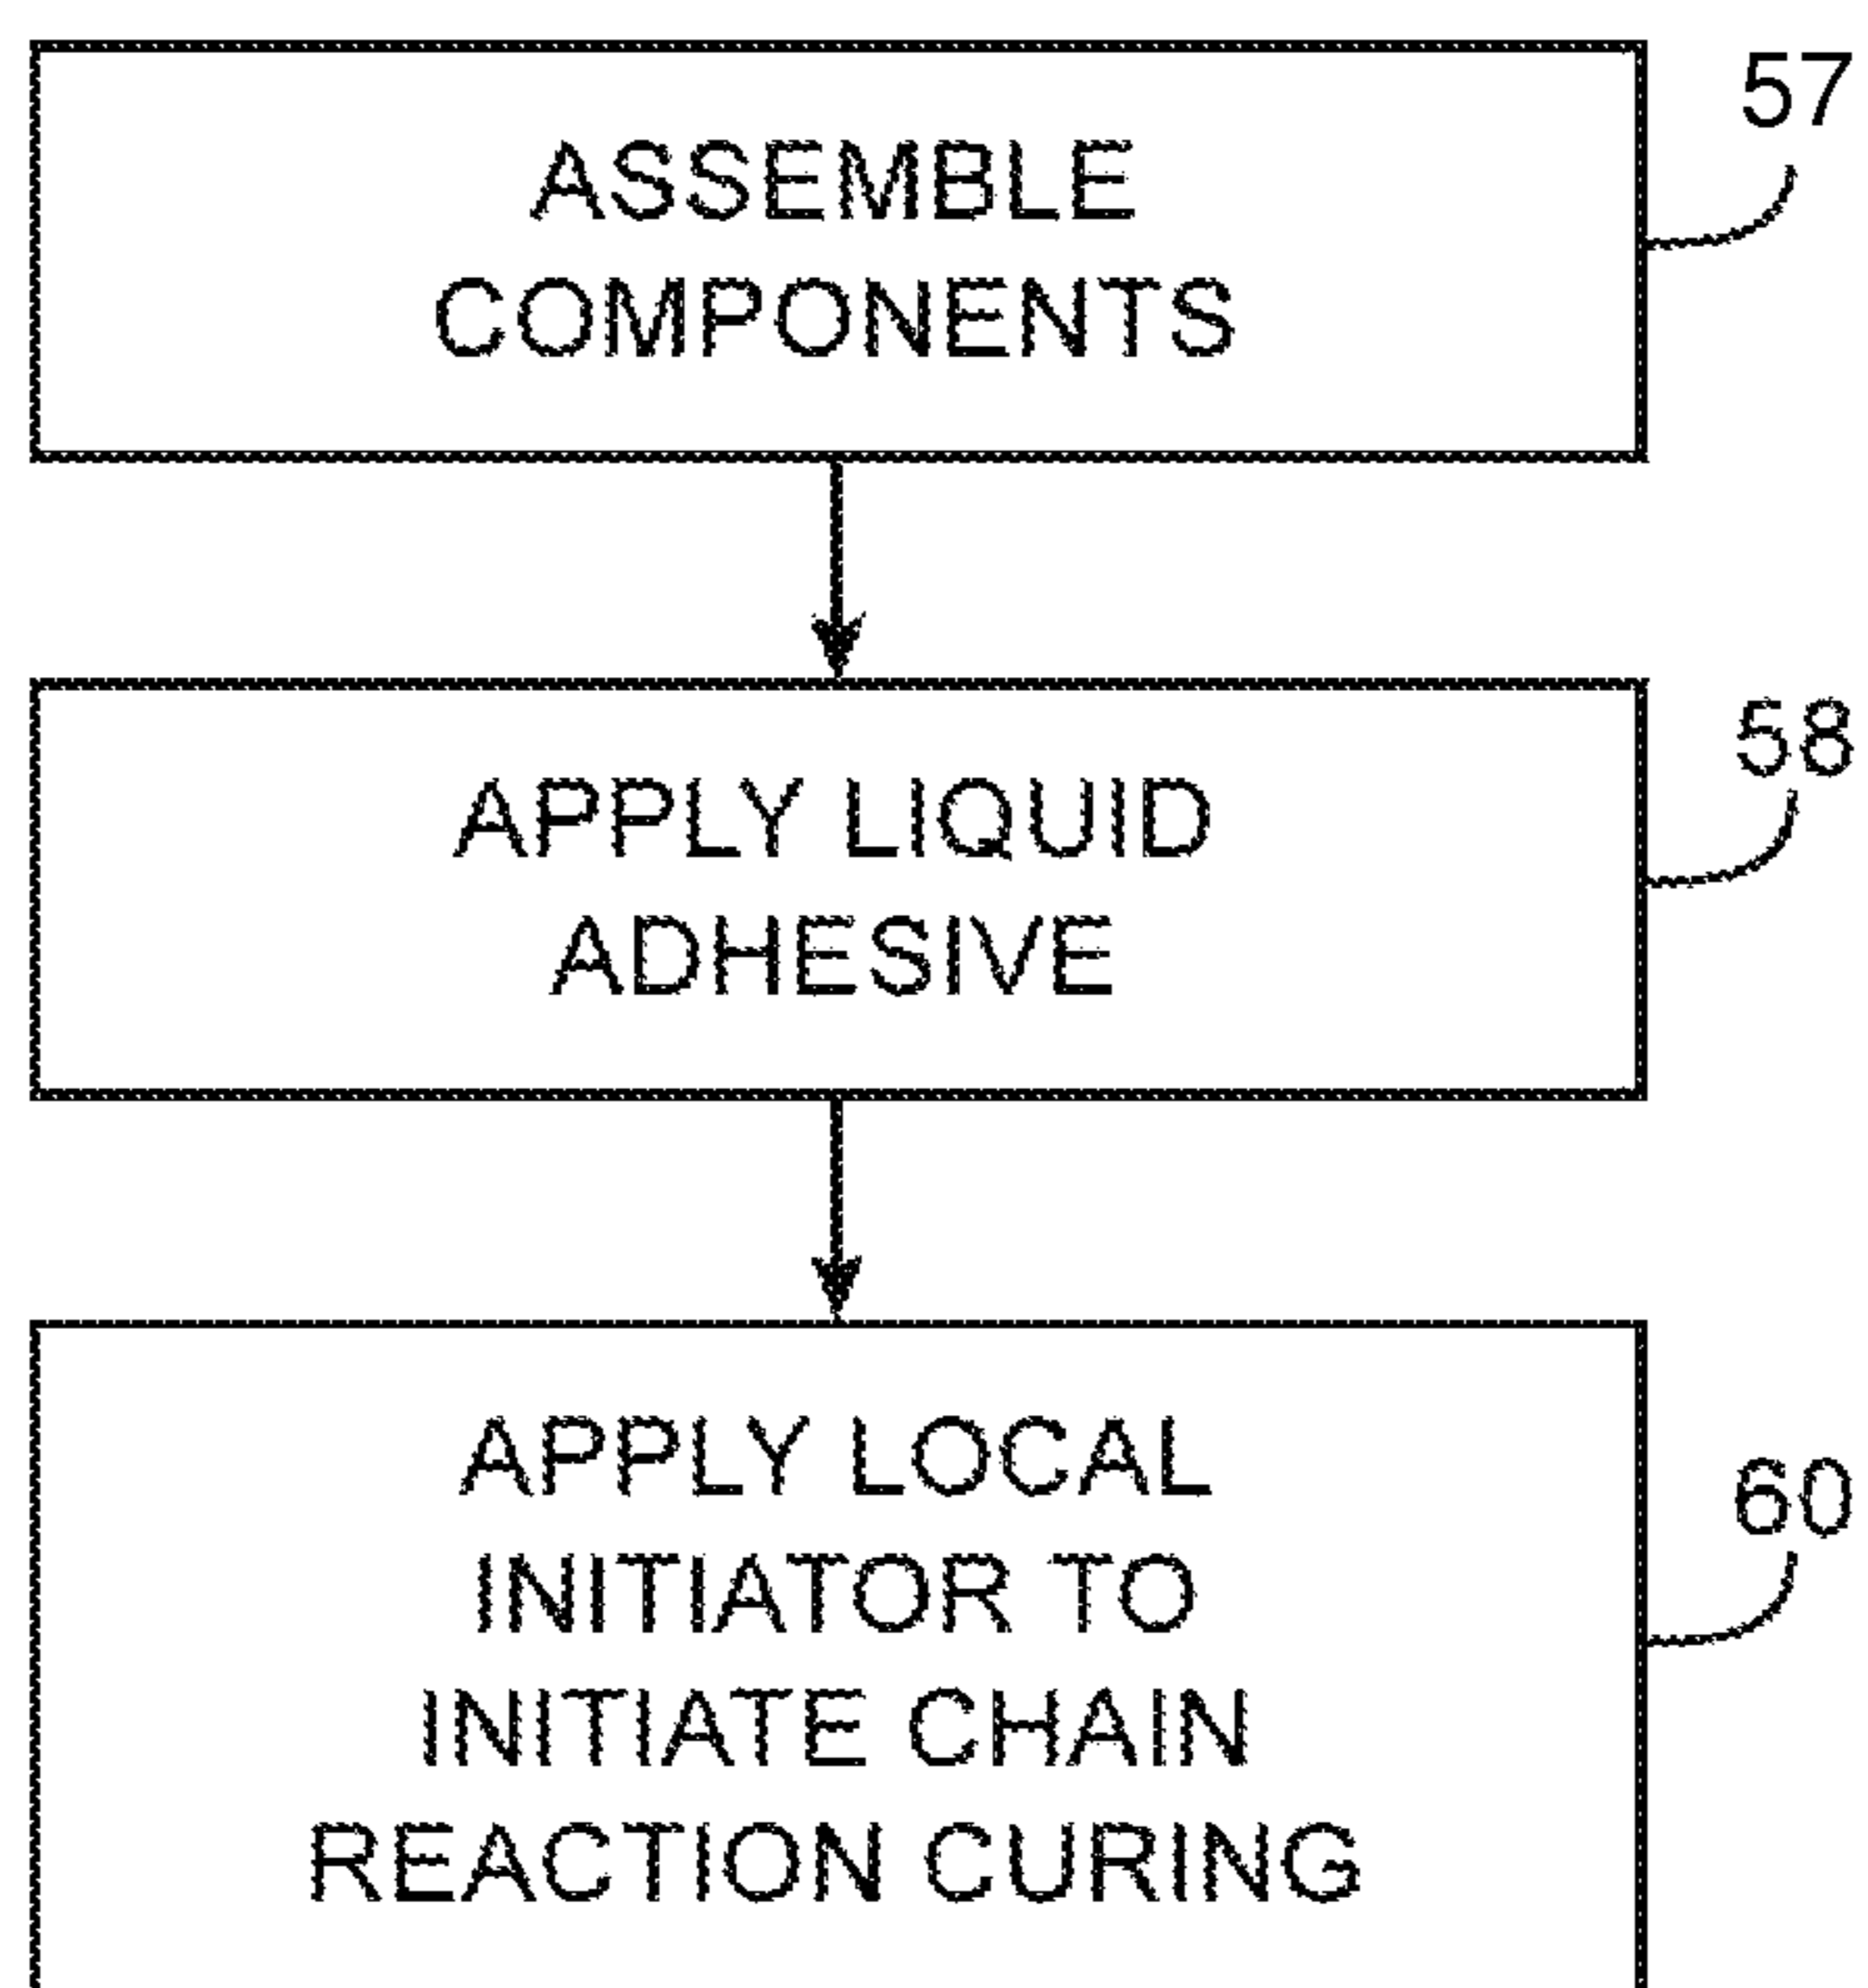 57
ASSEMBLE
COMPONENTS
58
APPLY LIQUID
ADHESIVE
60
APPLY LOCAL
INITIATOR TO
INITIATE CHAIN
REACTION CURING